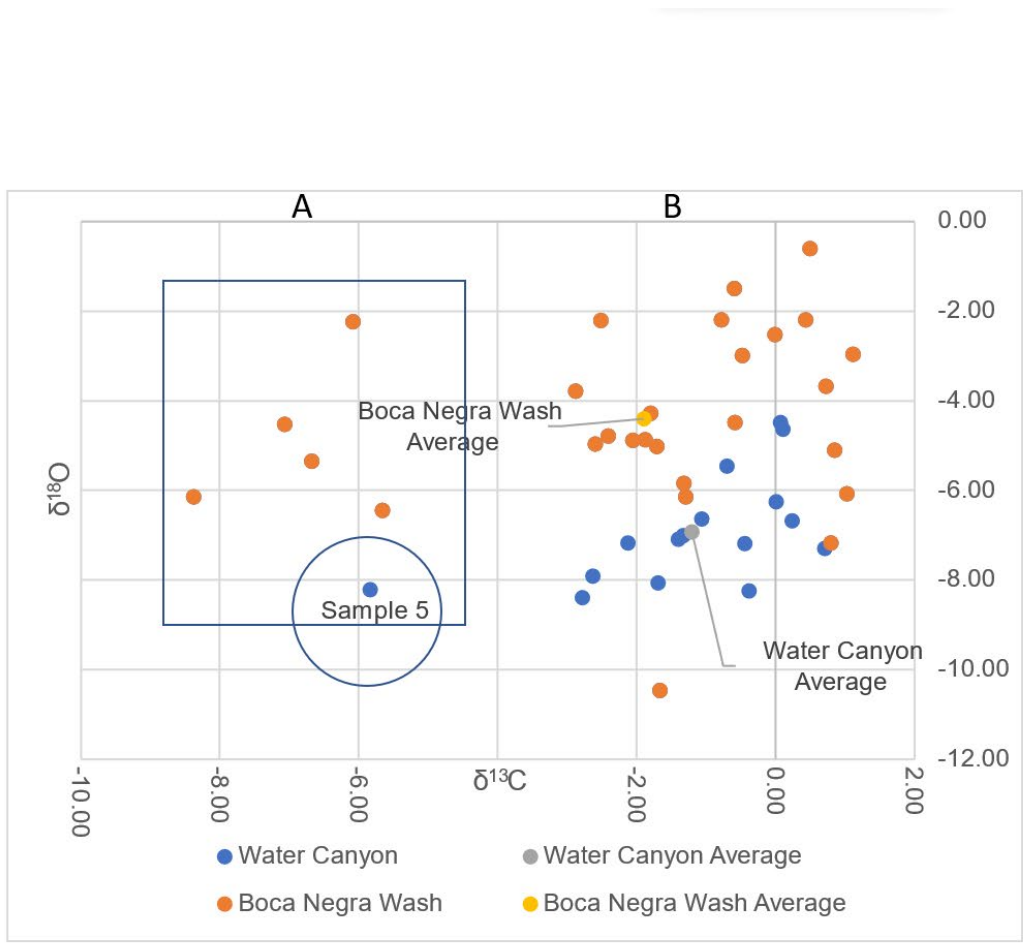 A
B
0.00
-2.00
-4.00
-6.00
-8.00
-10.00
-12.00
δ¹⁸O
Boca Negra Wash
Average
Sample 5
Water Canyon
Average
-10.00
-8.00
-6.00
δ¹³C
-2.00
0.00
2.00
Water Canyon
Water Canyon Average
Boca Negra Wash
Boca Negra Wash Average